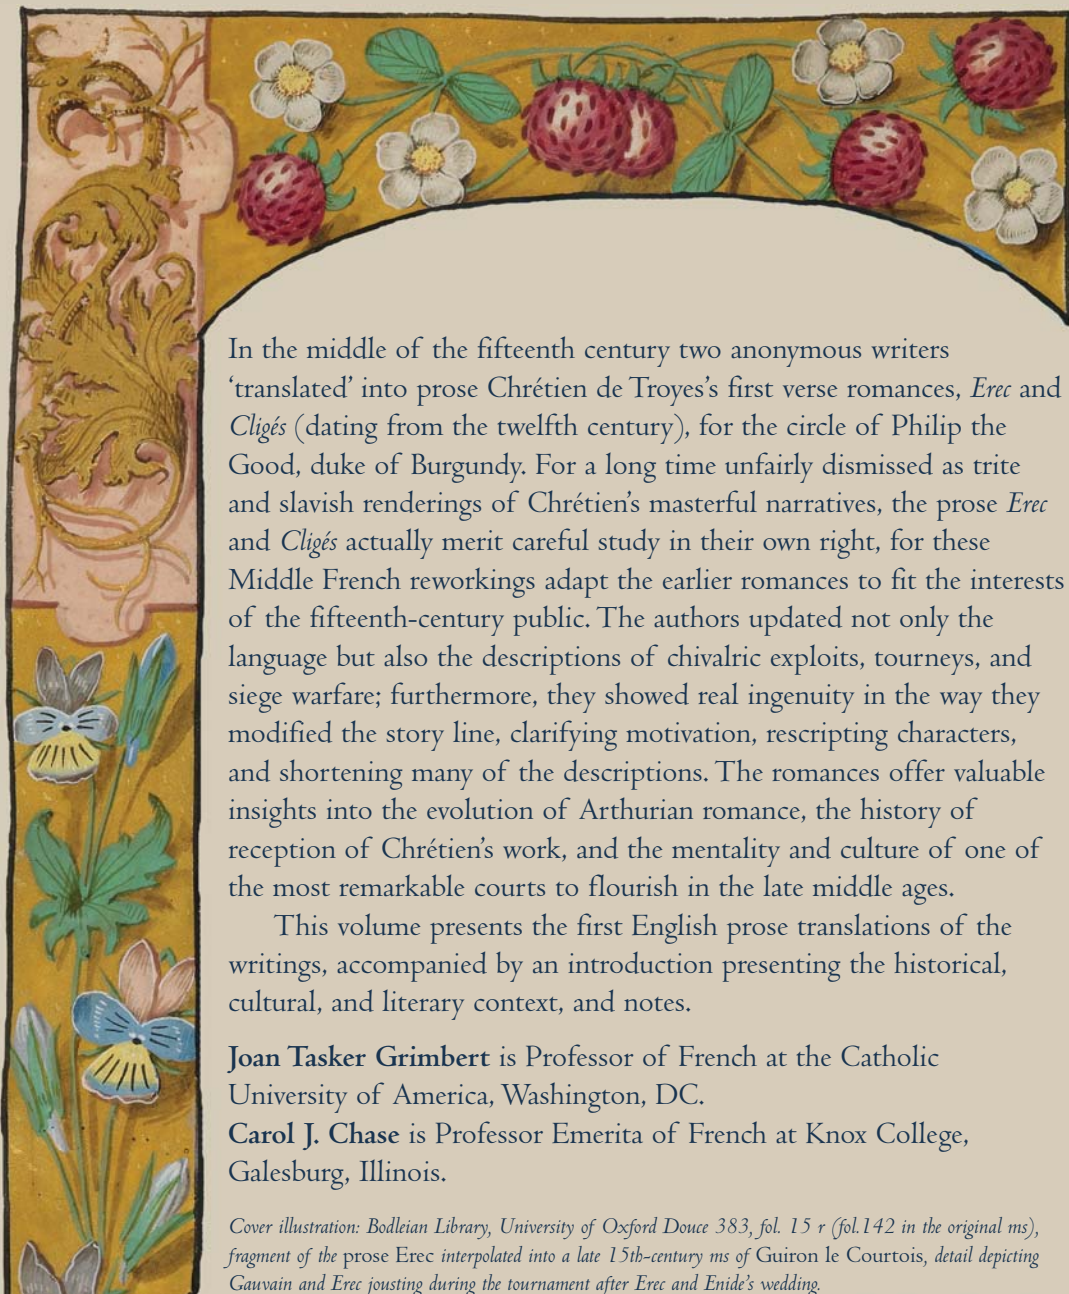 In the middle of the fifteenth century two anonymous writers
‘translated’ into prose Chrétien de Troyes’s first verse romances, Erec and
Cligés (dating from the twelfth century), for the circle of Philip the
Good, duke of Burgundy. For a long time unfairly dismissed as trite
and slavish renderings of Chrétien’s masterful narratives, the prose Erec
and Cligés actually merit careful study in their own right, for these
Middle French reworkings adapt the earlier romances to fit the interests
of the fifteenth-century public. The authors updated not only the
language but also the descriptions of chivalric exploits, tourneys, and
siege warfare; furthermore, they showed real ingenuity in the way they
modified the story line, clarifying motivation, rescripting characters,
and shortening many of the descriptions. The romances offer valuable
insights into the evolution of Arthurian romance, the history of
reception of Chrétien’s work, and the mentality and culture of one of
the most remarkable courts to flourish in the late middle ages.
This volume presents the first English prose translations of the
writings, accompanied by an introduction presenting the historical,
cultural, and literary context, and notes.
Joan Tasker Grimbert is Professor of French at the Catholic
University of America, Washington, DC.
Carol J. Chase is Professor Emerita of French at Knox College,
Galesburg, Illinois.
Cover illustration: Bodleian Library, University of Oxford Douce 383, fol. 15 r (fol.142 in the original ms),
fragment of the prose Erec interpolated into a late 15th-century ms of Guiron le Courtois, detail depicting
Gauvain and Erec jousting during the tournament after Erec and Enide’s wedding.